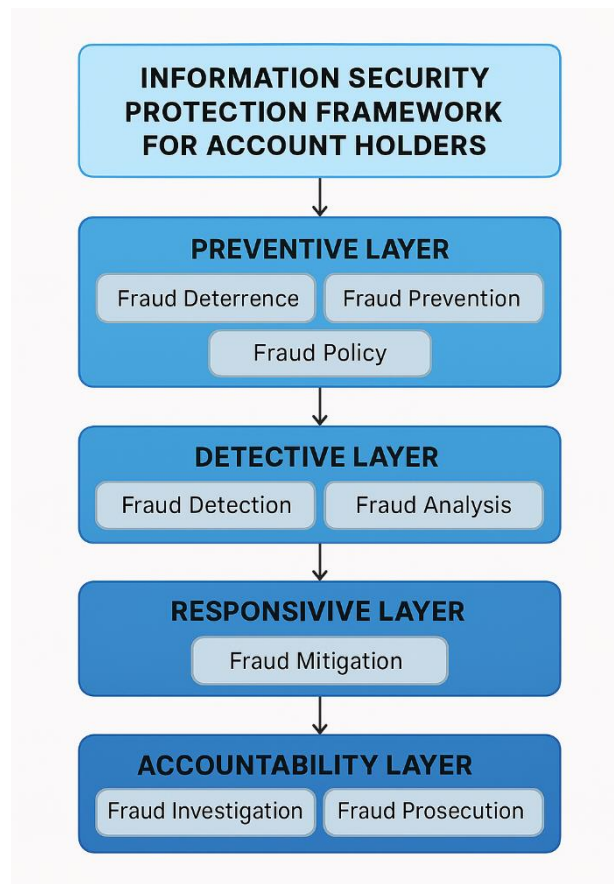 INFORMATION SECURITY
PROTECTION FRAMEWORK
FOR ACCOUNT HOLDERS
PREVENTIVE LAYER
Fraud Deterrence
Fraud Prevention
Fraud Policy
DETECTIVE LAYER
Fraud Detection
Fraud Analysis
RESPONSIVIVE LAYER
Fraud Mitigation
ACCOUNTABILITY LAYER
Fraud Investigation
Fraud Prosecution